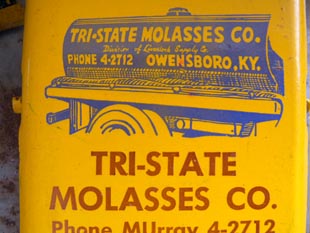 TRI-STATE MOLASSES CO.
Division of Livestock Supply Co.
PHONE 4-2712 OWENSBORO, KY.
TRI-STATE
MOLASSES CO.
Phone MUrray 4-2712